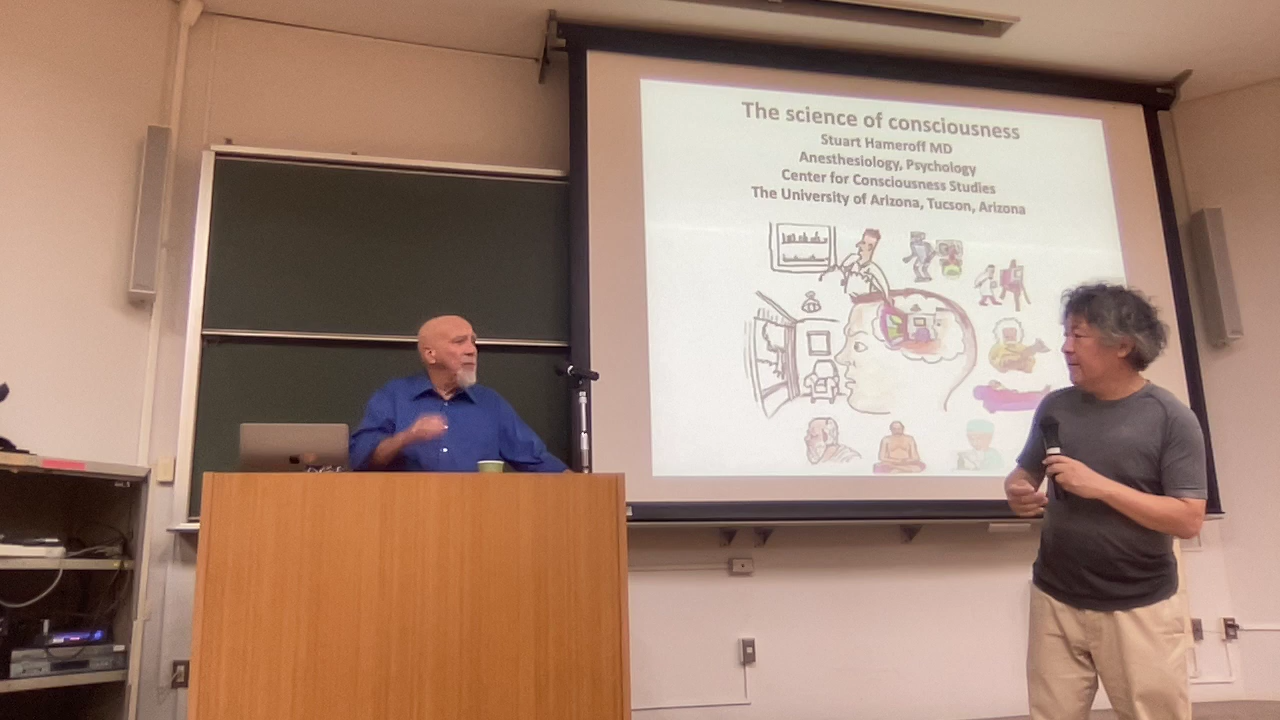 The science of consciousness
Stuart Hameroff MD
Anesthesiology, Psychology
Center for Consciousness Studies
The University of Arizona, Tucson, Arizona